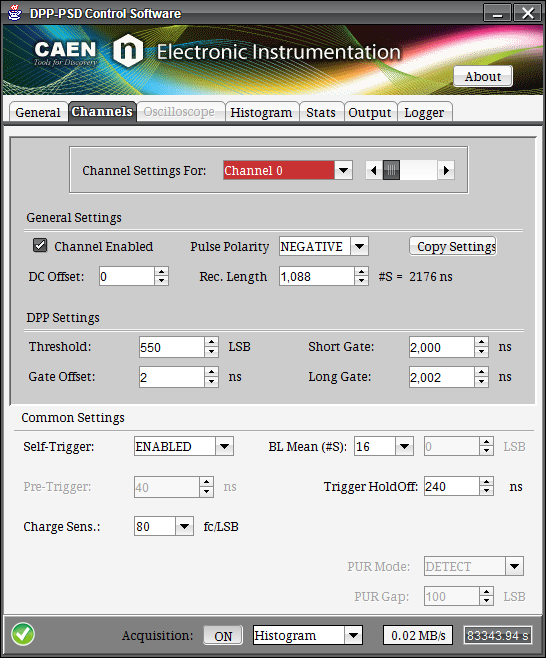 DPP-PSD Control Software
CAEN n Electronic Instrumentation
Tools for Discovery
About
General Channels Oscilloscope Histogram Stats Output Logger
Channel Settings For: Channel 0
General Settings
Channel Enabled Pulse Polarity NEGATIVE Copy Settings
DC Offset: 0 Rec. Length 1,088 #S = 2176 ns
DPP Settings
Threshold: 550 LSB Short Gate: 2,000 ns
Gate Offset: 2 ns Long Gate: 2,002 ns
Common Settings
Self-Trigger: ENABLED BL Mean (#S): 16 0 LSB
Pre-Trigger: 40 ns Trigger HoldOff: 240 ns
Charge Sens.: 80 fc/LSB
PUR Mode: DETECT
PUR Gap: 100 LSB
Acquisition: ON Histogram 0.02 MB/s 83343.94 s